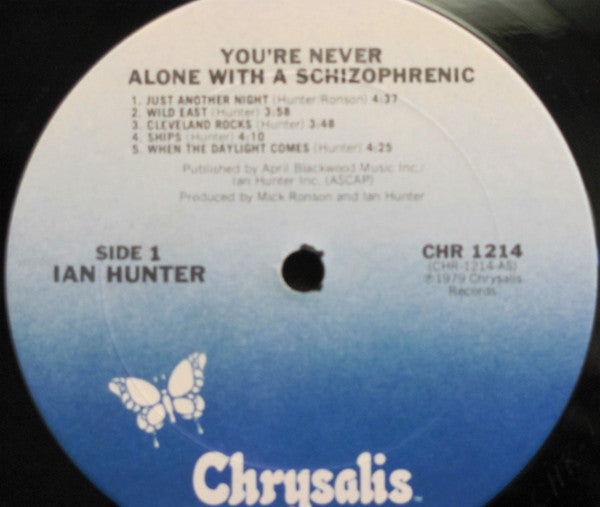 YOU'RE NEVER
ALONE WITH A SCHIZOPHRENIC
1. JUST ANOTHER NIGHT (Hunter/Ronson) 4:37
2. WILD EAST (Hunter) 3:58
3. CLEVELAND ROCKS (Hunter) 3:48
4. SHIPS (Hunter) 4:10
5. WHEN THE DAYLIGHT COMES (Hunter) 4:25
Published by April Blackwood Music Inc./
Ian Hunter Inc. (ASCAP)
Produced by Mick Ronson and Ian Hunter
SIDE 1
IAN HUNTER
CHR 1214
(CHR-1214-AS)
℗ 1979 Chrysalis
Records.
Chrysalis™